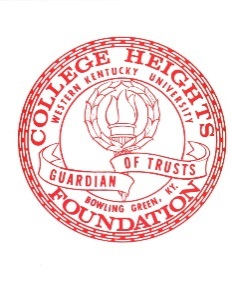 COLLEGE HEIGHTS
WESTERN KENTUCKY UNIVERSITY
GUARDIAN OF TRUSTS
BOWLING GREEN, KY.
FOUNDATION